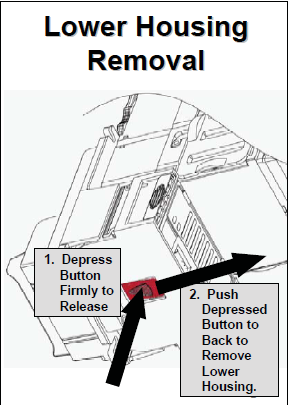 Lower Housing
Removal
1. Depress
Button
Firmly to
Release
2. Push
Depressed
Button to
Back to
Remove
Lower
Housing.